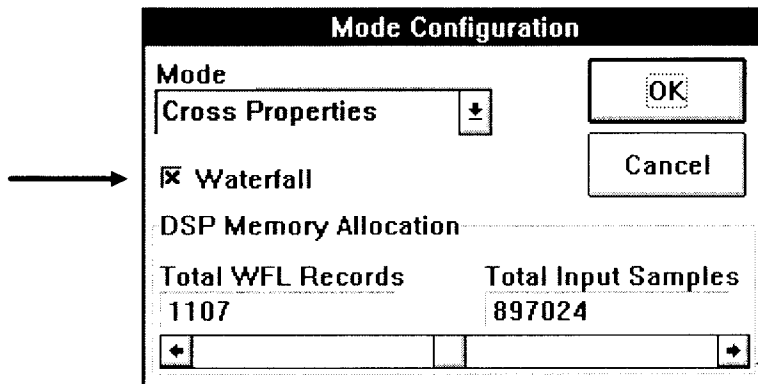 Mode Configuration
Mode
Cross Properties
OK
Waterfall
Cancel
DSP Memory Allocation
Total WFL Records
Total Input Samples
1107
897024